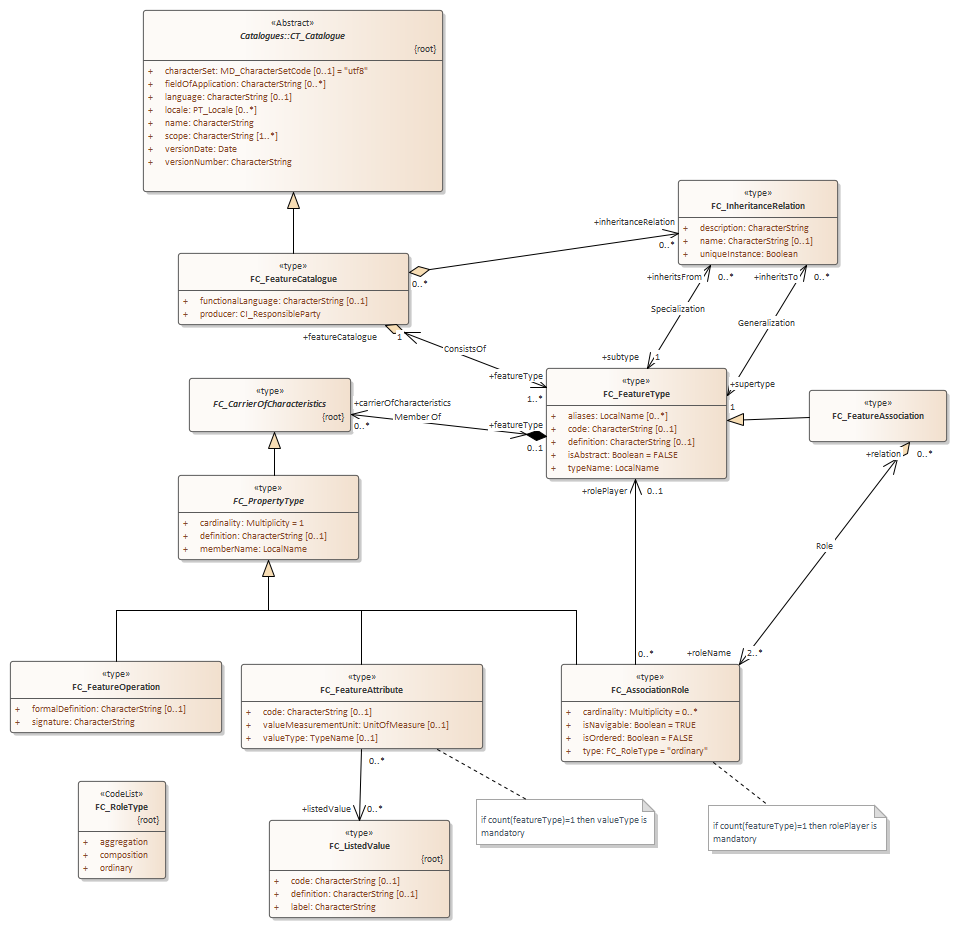 «Abstract»
Catalogues::CT_Catalogue
{root}
+ characterSet: MD_CharacterSetCode [0..1] = "utf8"
+ fieldOfApplication: CharacterString [0..*]
+ language: CharacterString [0..1]
+ locale: PT_Locale [0..*]
+ name: CharacterString
+ scope: CharacterString [1..*]
+ versionDate: Date
+ versionNumber: CharacterString
«type»
FC_InheritanceRelation
+ description: CharacterString
+ name: CharacterString [0..1]
+ uniqueInstance: Boolean
+inheritanceRelation
0..*
«type»
FC_FeatureCatalogue
+ functionalLanguage: CharacterString [0..1]
+ producer: CI_ResponsibleParty
0..*
+inheritsFrom
0..*
+inheritsTo
0..*
Specialization
Generalization
+featureCatalogue
1
ConsistsOf
+subtype
1
+featureType
1..*
+supertype
1
«type»
FC_FeatureType
+ aliases: LocalName [0..*]
+ code: CharacterString [0..1]
+ definition: CharacterString [0..1]
+ isAbstract: Boolean = FALSE
+ typeName: LocalName
«type»
FC_CarrierOfCharacteristics
{root}
+carrierOfCharacteristics
0..*
Member Of
+featureType
0..1
«type»
FC_FeatureAssociation
+relation
0..*
«type»
FC_PropertyType
+ cardinality: Multiplicity = 1
+ definition: CharacterString [0..1]
+ memberName: LocalName
+rolePlayer
0..1
Role
0..*
+roleName
2..*
«type»
FC_FeatureOperation
+ formalDefinition: CharacterString [0..1]
+ signature: CharacterString
«type»
FC_FeatureAttribute
+ code: CharacterString [0..1]
+ valueMeasurementUnit: UnitOfMeasure [0..1]
+ valueType: TypeName [0..1]
«type»
FC_AssociationRole
+ cardinality: Multiplicity = 0..*
+ isNavigable: Boolean = TRUE
+ isOrdered: Boolean = FALSE
+ type: FC_RoleType = "ordinary"
0..*
+listedValue
0..*
«CodeList»
FC_RoleType
{root}
+ aggregation
+ composition
+ ordinary
«type»
FC_ListedValue
{root}
+ code: CharacterString [0..1]
+ definition: CharacterString [0..1]
+ label: CharacterString
if count(featureType)=1 then valueType is
mandatory
if count(featureType)=1 then rolePlayer is
mandatory